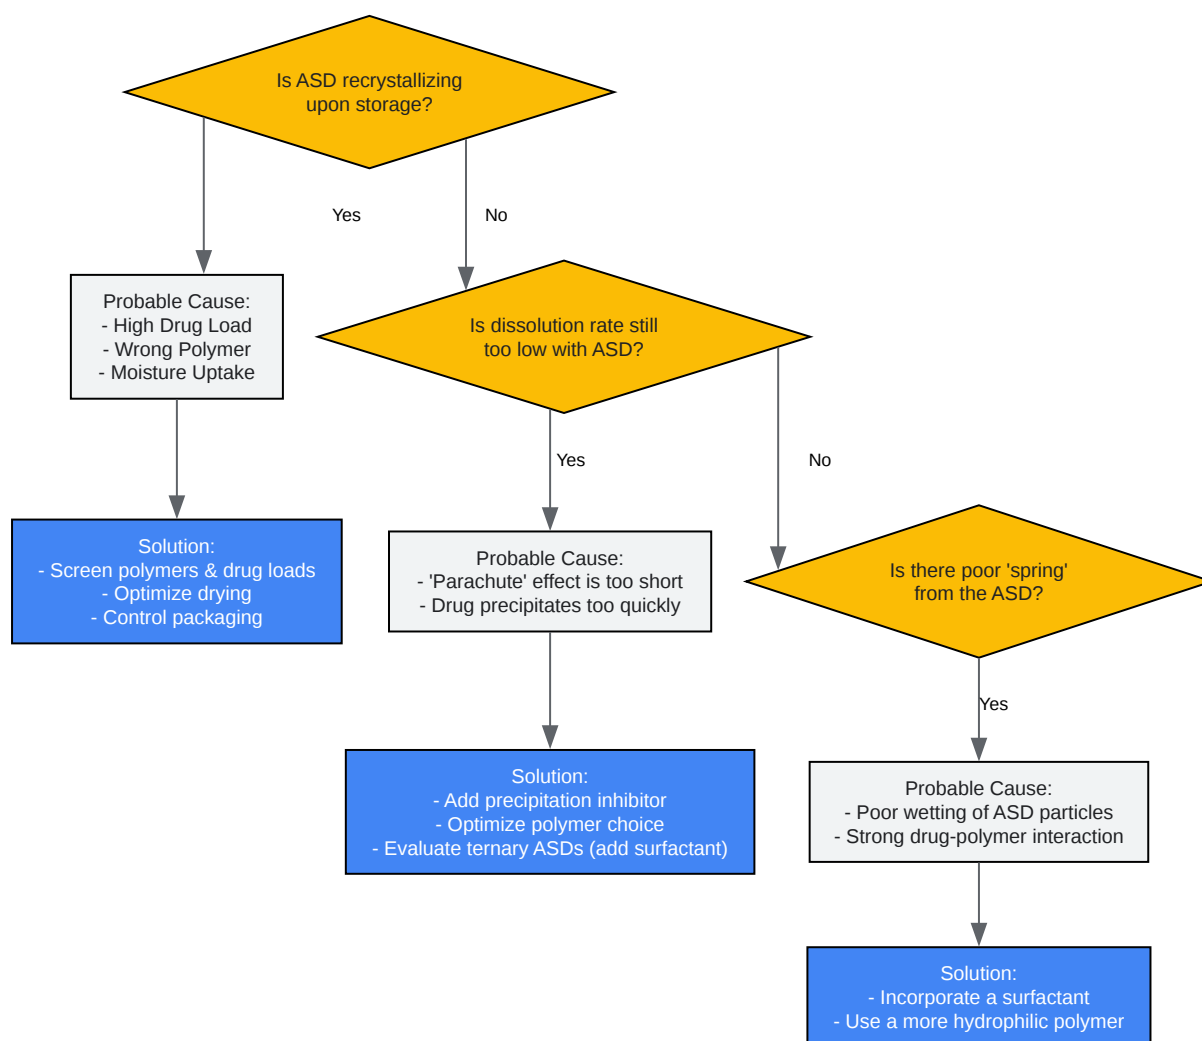 Is ASD recrystallizing
upon storage?
Yes
No
Probable Cause:
- High Drug Load
- Wrong Polymer
- Moisture Uptake
Is dissolution rate still
too low with ASD?
Yes
No
Solution:
- Screen polymers & drug loads
- Optimize drying
- Control packaging
Probable Cause:
- 'Parachute' effect is too short
- Drug precipitates too quickly
Is there poor 'spring'
from the ASD?
Yes
Solution:
- Add precipitation inhibitor
- Optimize polymer choice
- Evaluate ternary ASDs (add surfactant)
Probable Cause:
- Poor wetting of ASD particles
- Strong drug-polymer interaction
Solution:
- Incorporate a surfactant
- Use a more hydrophilic polymer